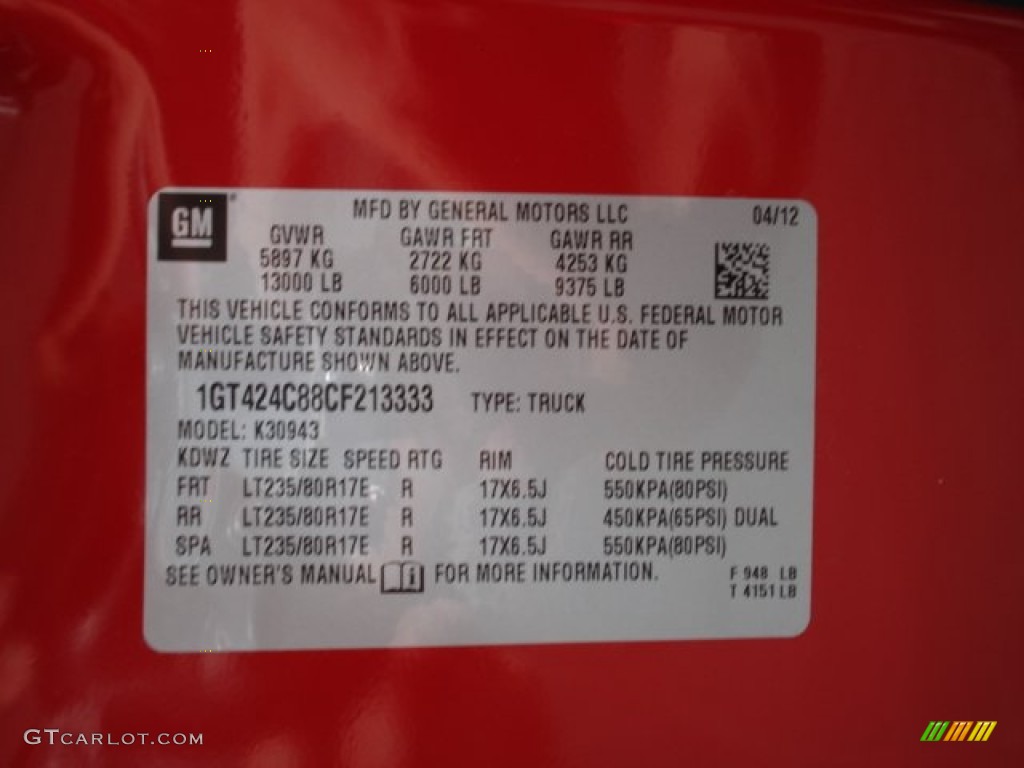 GM
MFD BY GENERAL MOTORS LLC 04/12
GVWR GAWR FRT GAWR RR
5897 KG 2722 KG 4253 KG
13000 LB 6000 LB 9375 LB
THIS VEHICLE CONFORMS TO ALL APPLICABLE U.S. FEDERAL MOTOR
VEHICLE SAFETY STANDARDS IN EFFECT ON THE DATE OF
MANUFACTURE SHOWN ABOVE.
1GT424C88CF213333 TYPE: TRUCK
MODEL: K30943
KDWZ TIRE SIZE SPEED RTG RIM COLD TIRE PRESSURE
FRT LT235/80R17E R 17X6.5J 550KPA(80PSI)
RR LT235/80R17E R 17X6.5J 450KPA(65PSI) DUAL
SPA LT235/80R17E R 17X6.5J 550KPA(80PSI)
SEE OWNER'S MANUAL i FOR MORE INFORMATION.
F 948 LB
T 4151 LB
GTCARLOT.COM